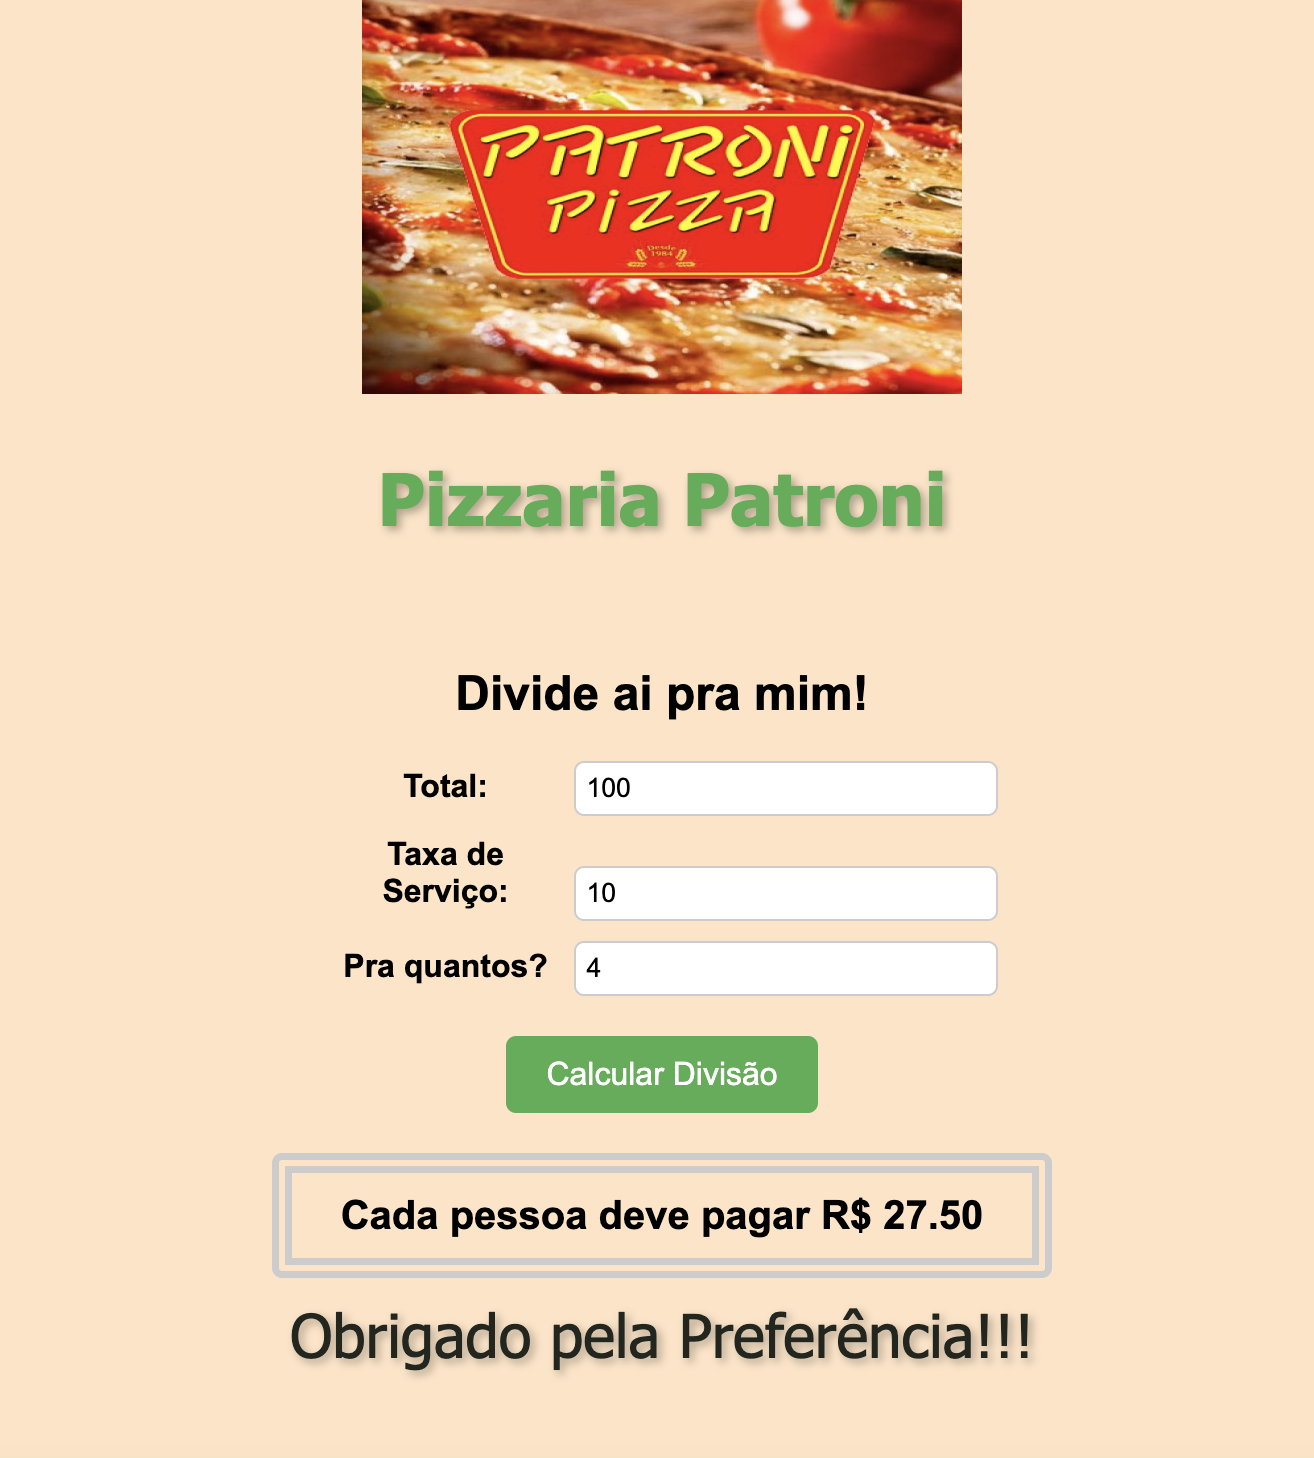 PATRONI
PIZZA
Desde
1984
Pizzaria Patroni
Divide ai pra mim!
Total:
100
Taxa de
Serviço:
10
Pra quantos?
4
Calcular Divisão
Cada pessoa deve pagar R$ 27.50
Obrigado pela Preferência!!!